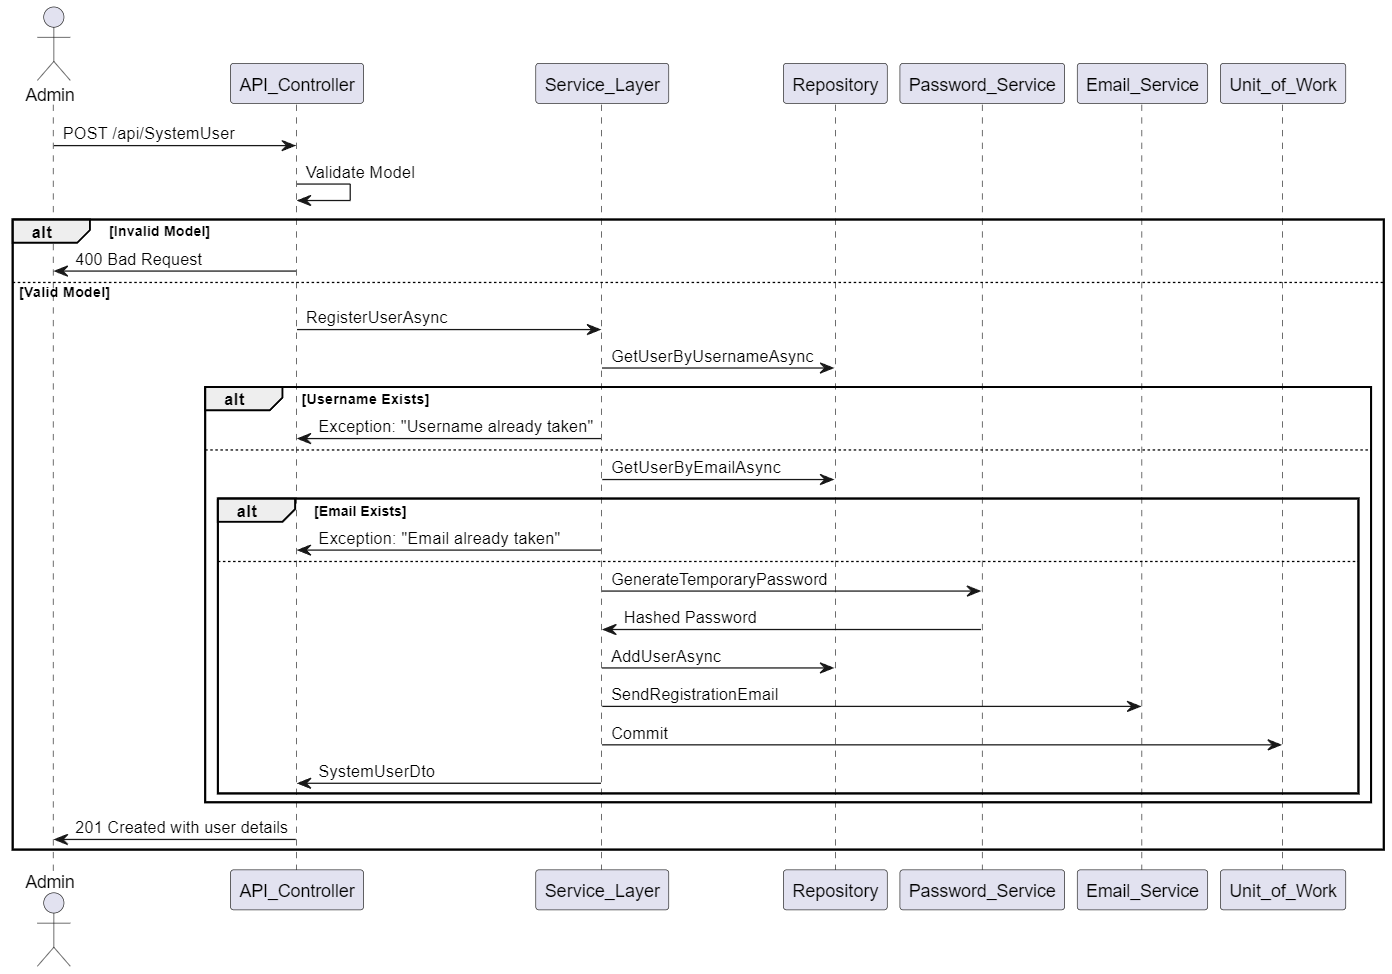 Admin
API_Controller
Service_Layer
Repository
Password_Service
Email_Service
Unit_of_Work
POST /api/SystemUser
Validate Model
alt
[Invalid Model]
400 Bad Request
[Valid Model]
RegisterUserAsync
GetUserByUsernameAsync
alt
[Username Exists]
Exception: "Username already taken"
GetUserByEmailAsync
alt
[Email Exists]
Exception: "Email already taken"
GenerateTemporaryPassword
Hashed Password
AddUserAsync
SendRegistrationEmail
Commit
SystemUserDto
201 Created with user details
Admin
API_Controller
Service_Layer
Repository
Password_Service
Email_Service
Unit_of_Work